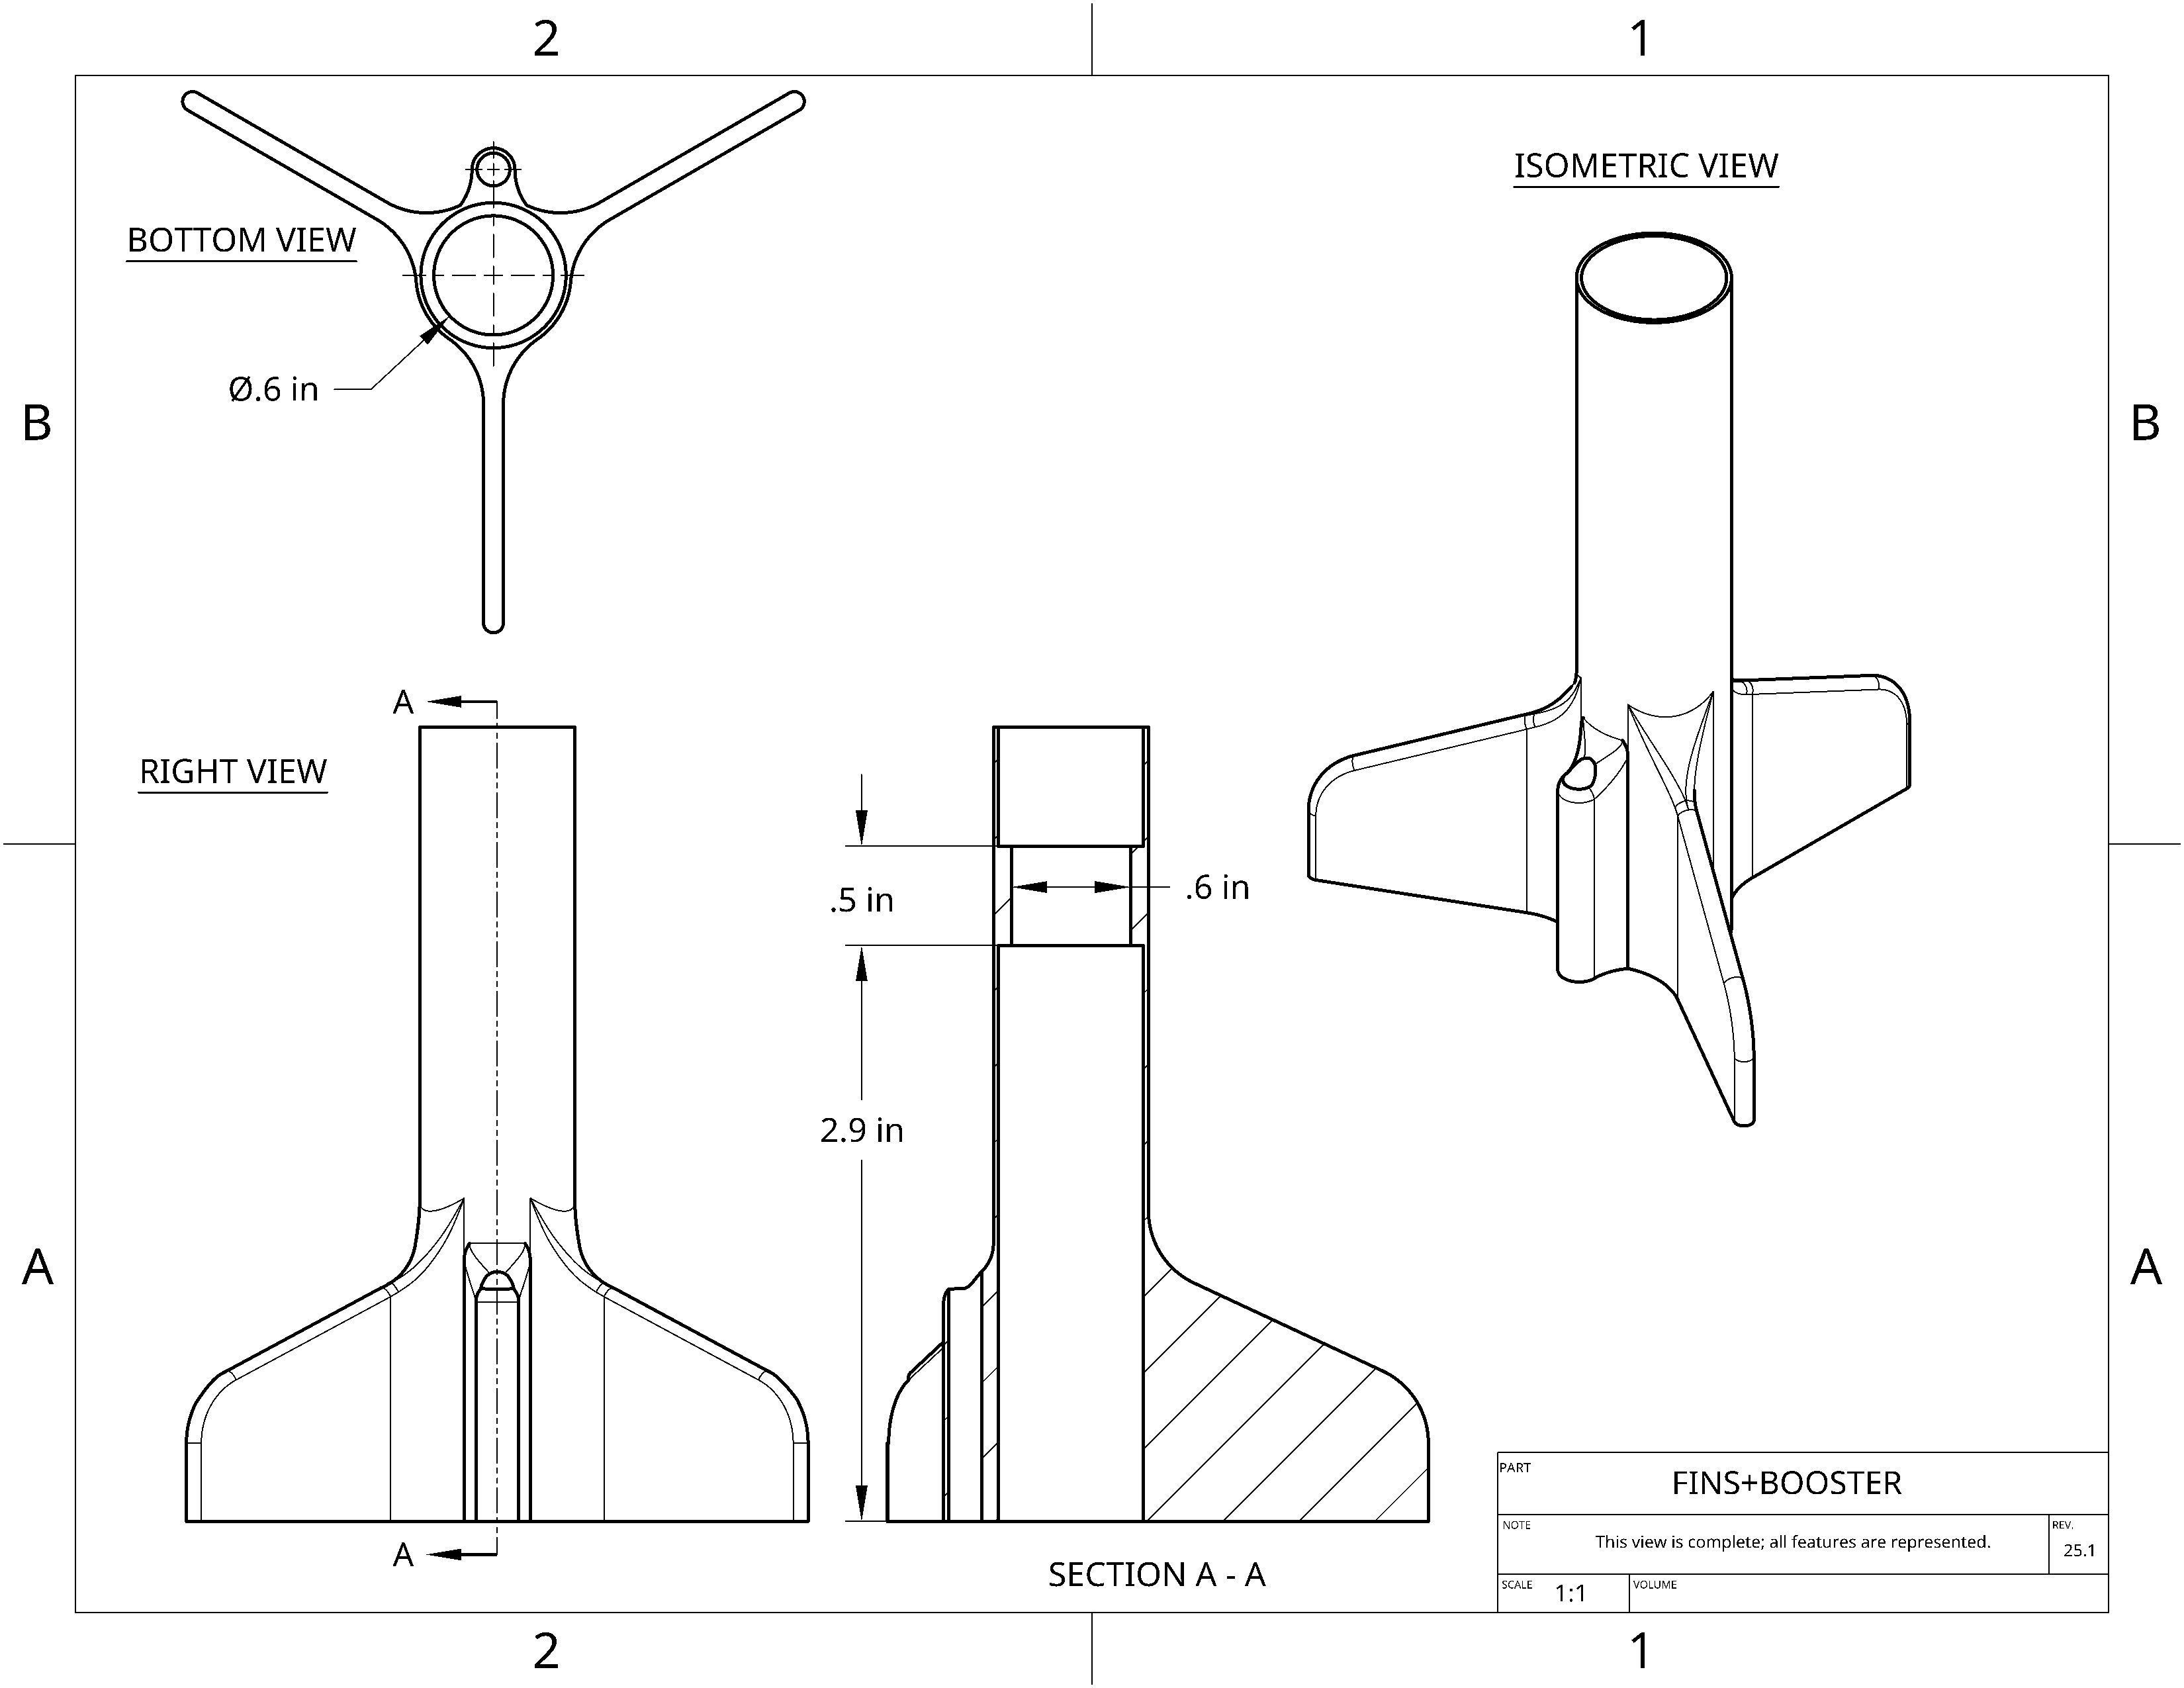 2
1
ISOMETRIC VIEW
BOTTOM VIEW
Ø.6 in
B
B
A
RIGHT VIEW
.5 in
.6 in
2.9 in
A
A
PART
FINS+BOOSTER
NOTE
This view is complete; all features are represented.
REV.
25.1
A
SECTION A - A
SCALE
1:1
VOLUME
2
1